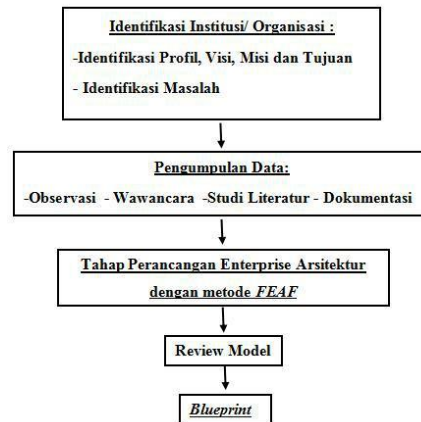 Identifikasi Institusi/ Organisasi :
-Identifikasi Profil, Visi, Misi dan Tujuan
- Identifikasi Masalah
Pengumpulan Data:
-Observasi - Wawancara -Studi Literatur - Dokumentasi
Tahap Perancangan Enterprise Arsitektur
dengan metode FEAF
Review Model
Blueprint